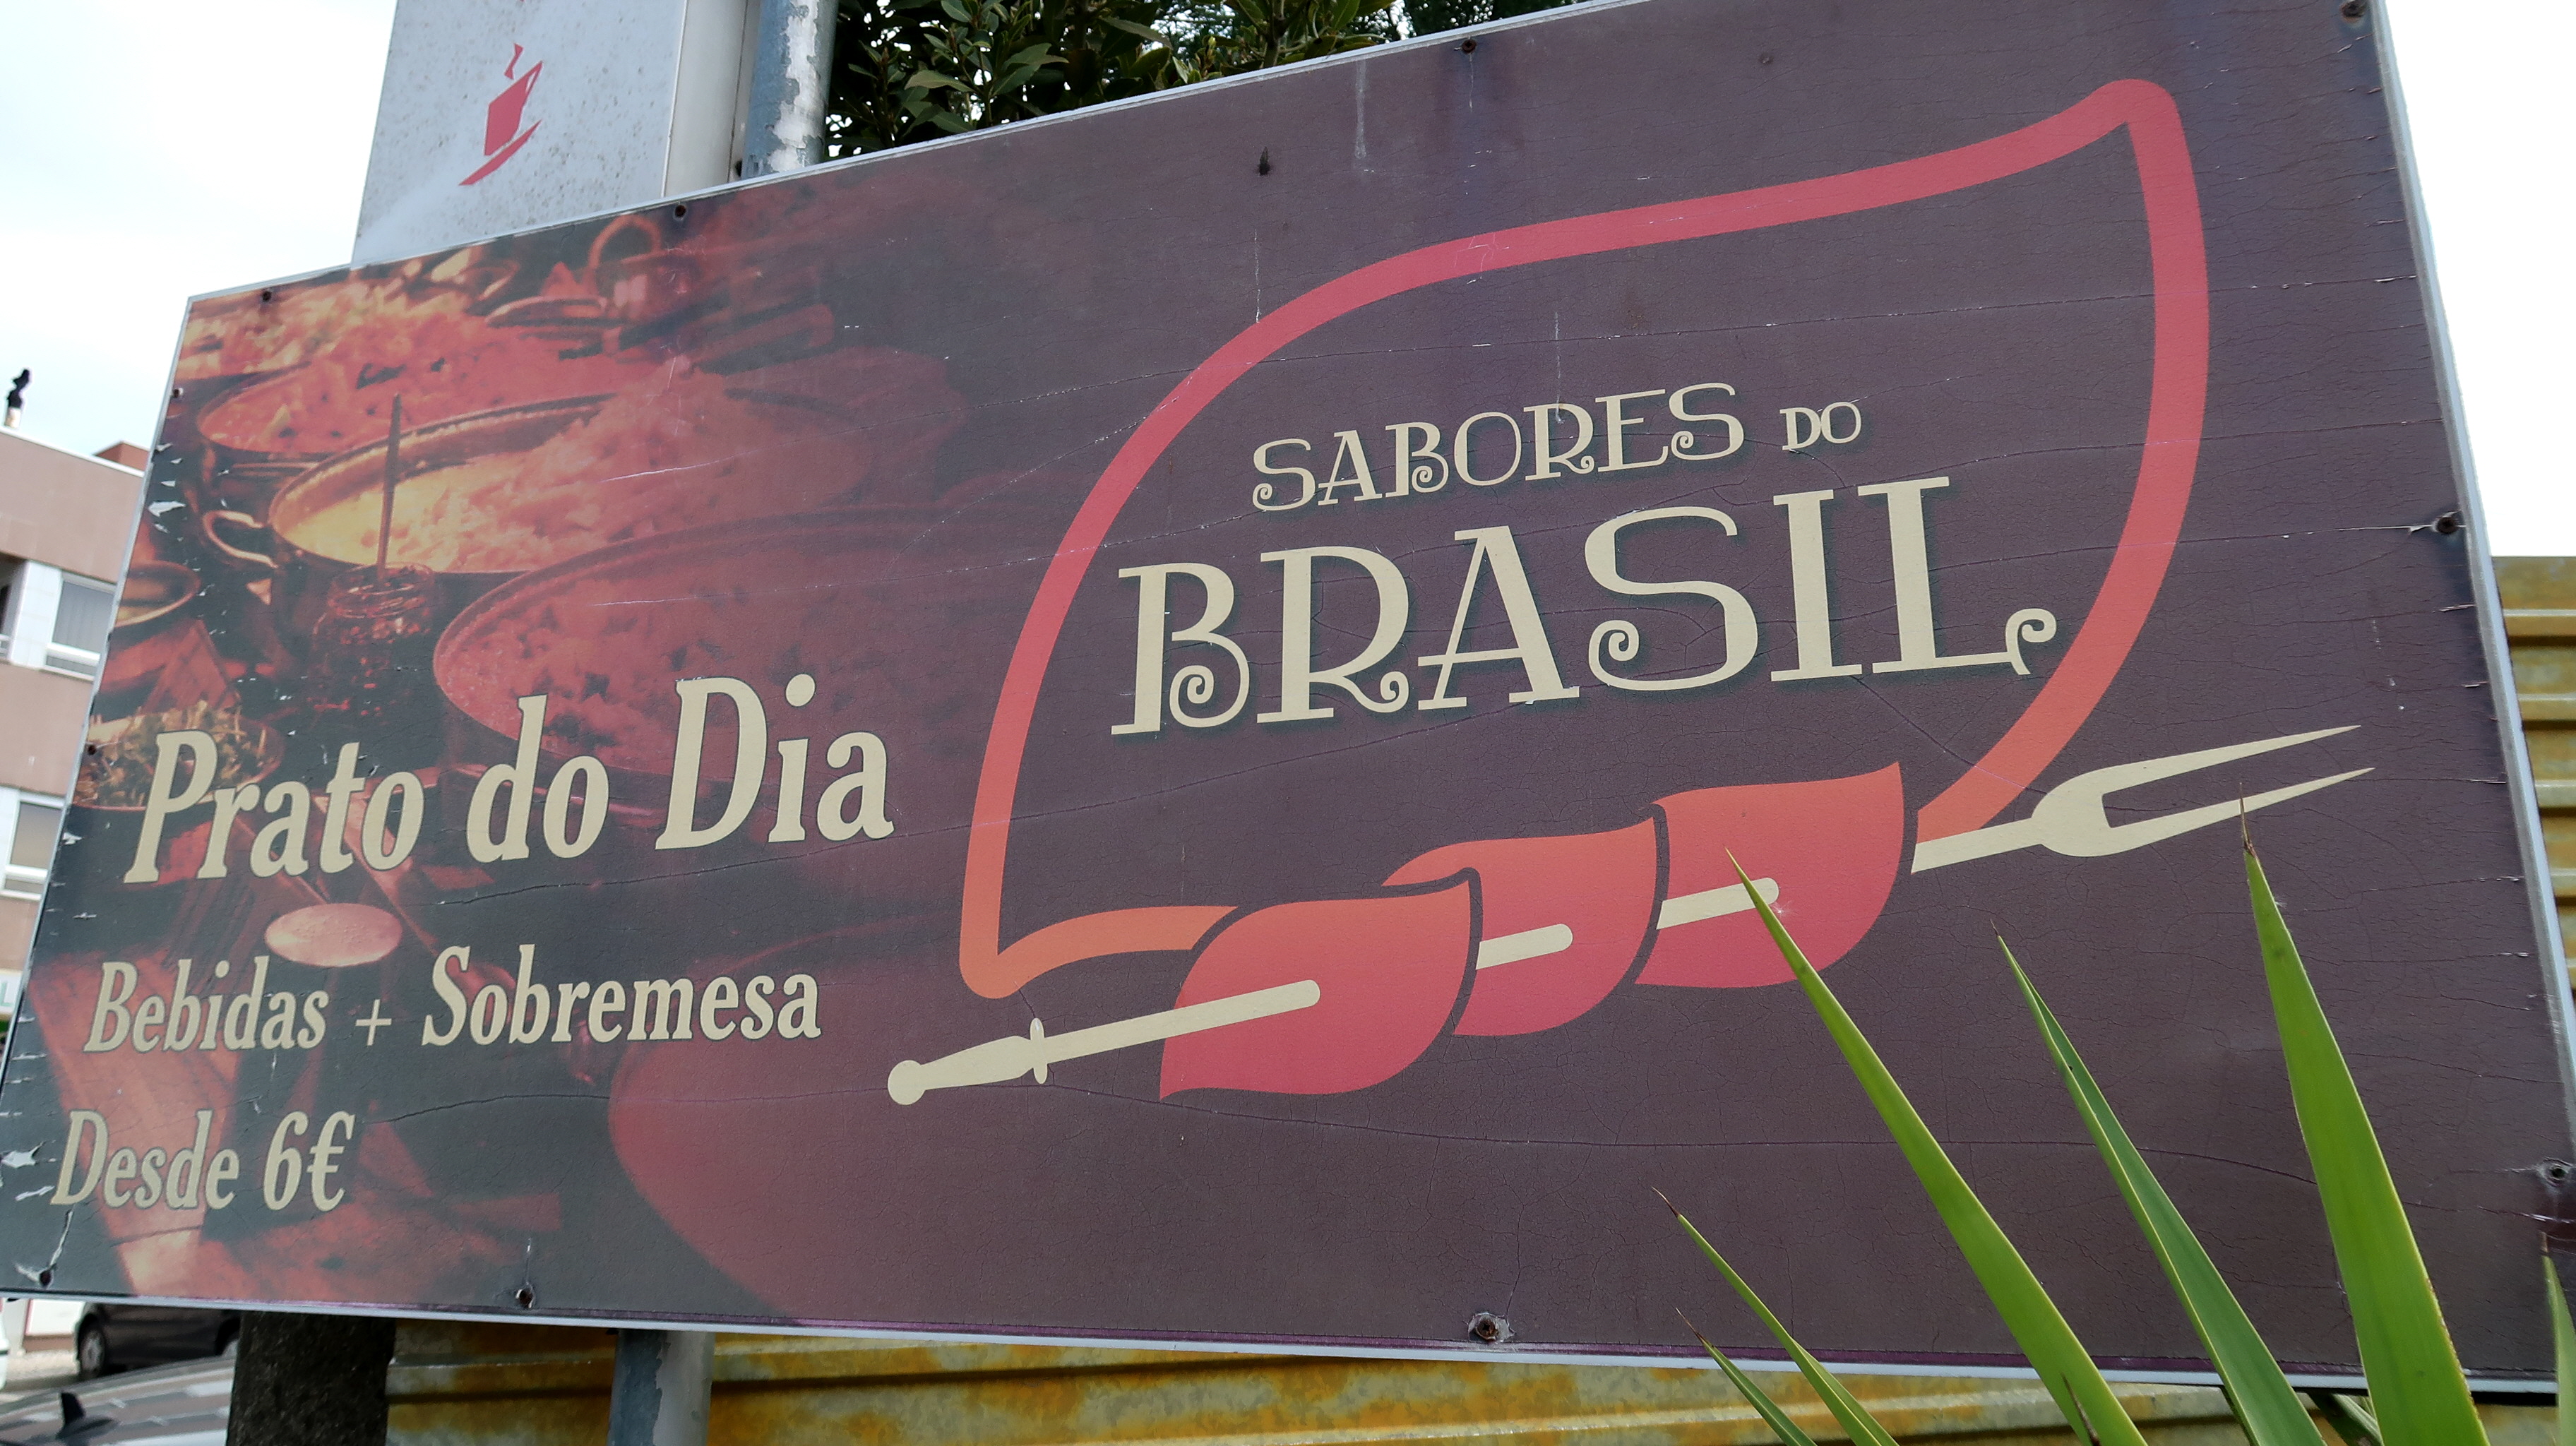 SABORES DO
BRASIL
Prato do Dia
Bebidas + Sobremesa
Desde 6€